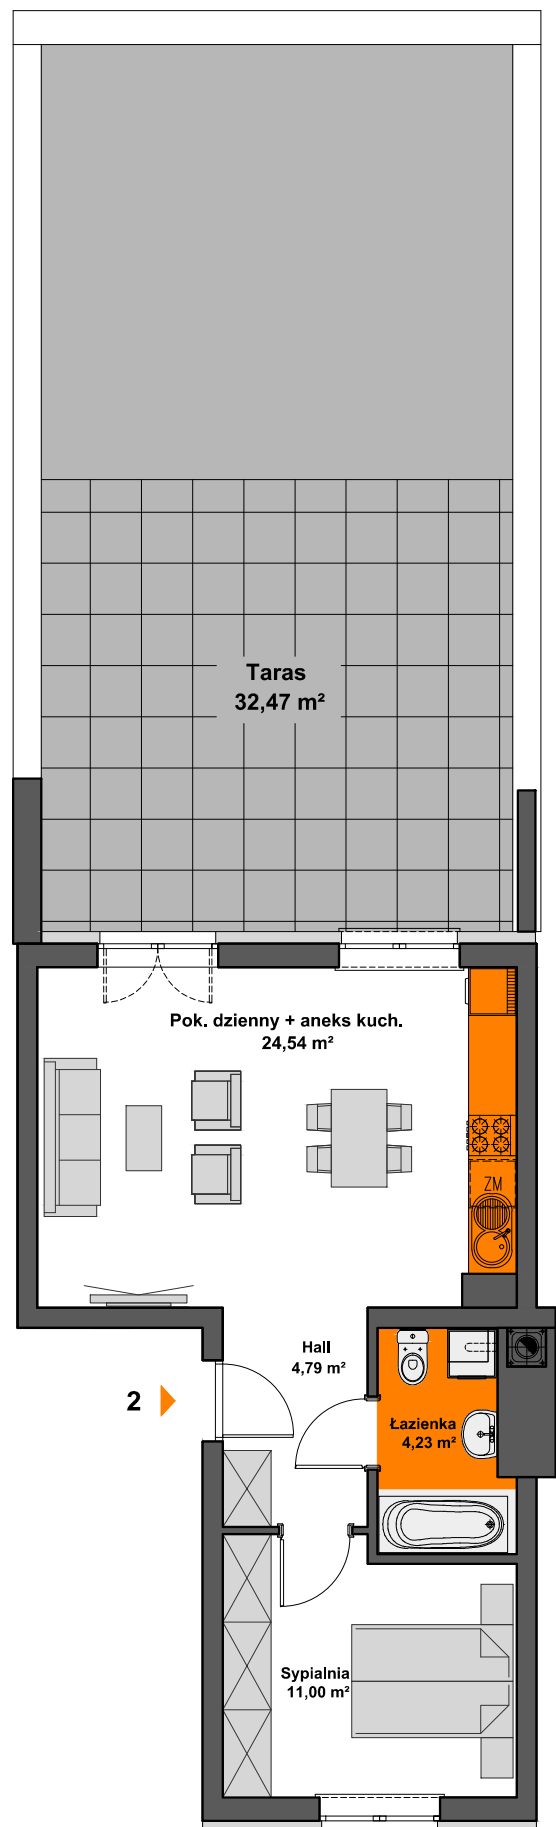 Taras
32,47 m²
Pok. dzienny + aneks kuch.
24,54 m²
ZM
Hall
4,79 m²
2
Łazienka
4,23 m²
Sypialnia
11,00 m²